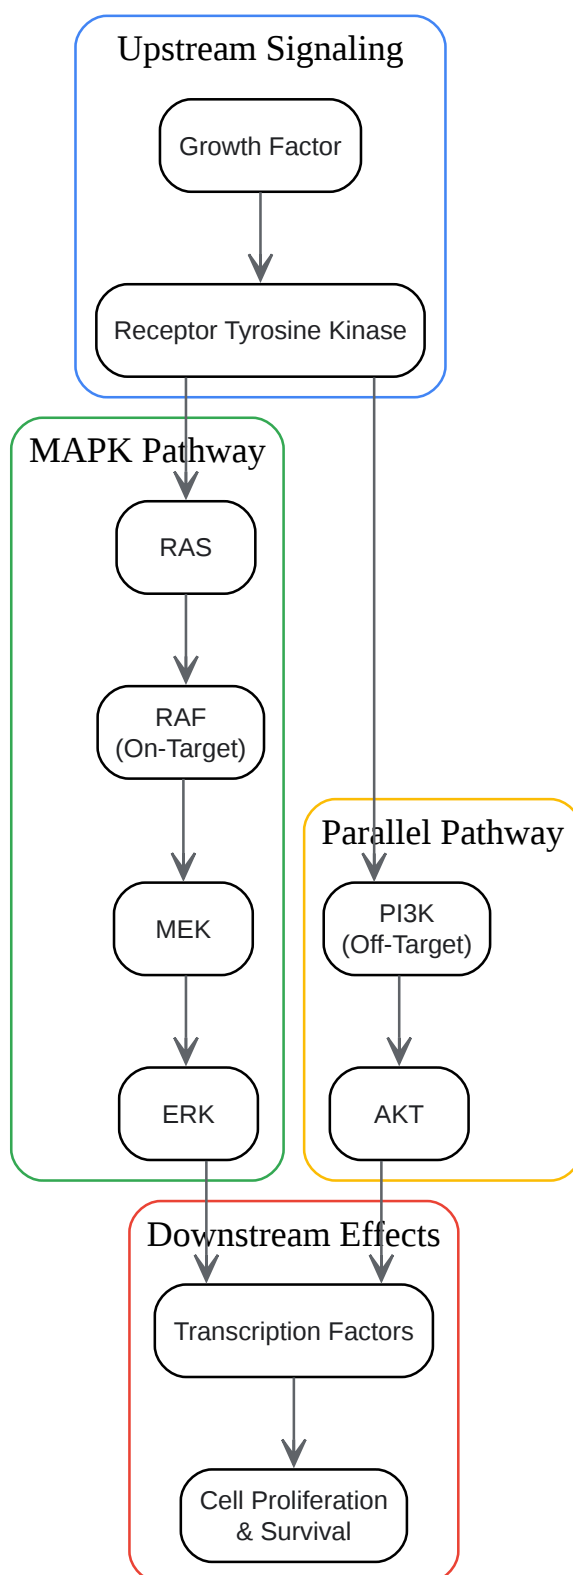 Upstream Signaling
Growth Factor
Receptor Tyrosine Kinase
MAPK Pathway
RAS
RAF
(On-Target)
MEK
ERK
Parallel Pathway
PI3K
(Off-Target)
AKT
Downstream Effects
Transcription Factors
Cell Proliferation
& Survival